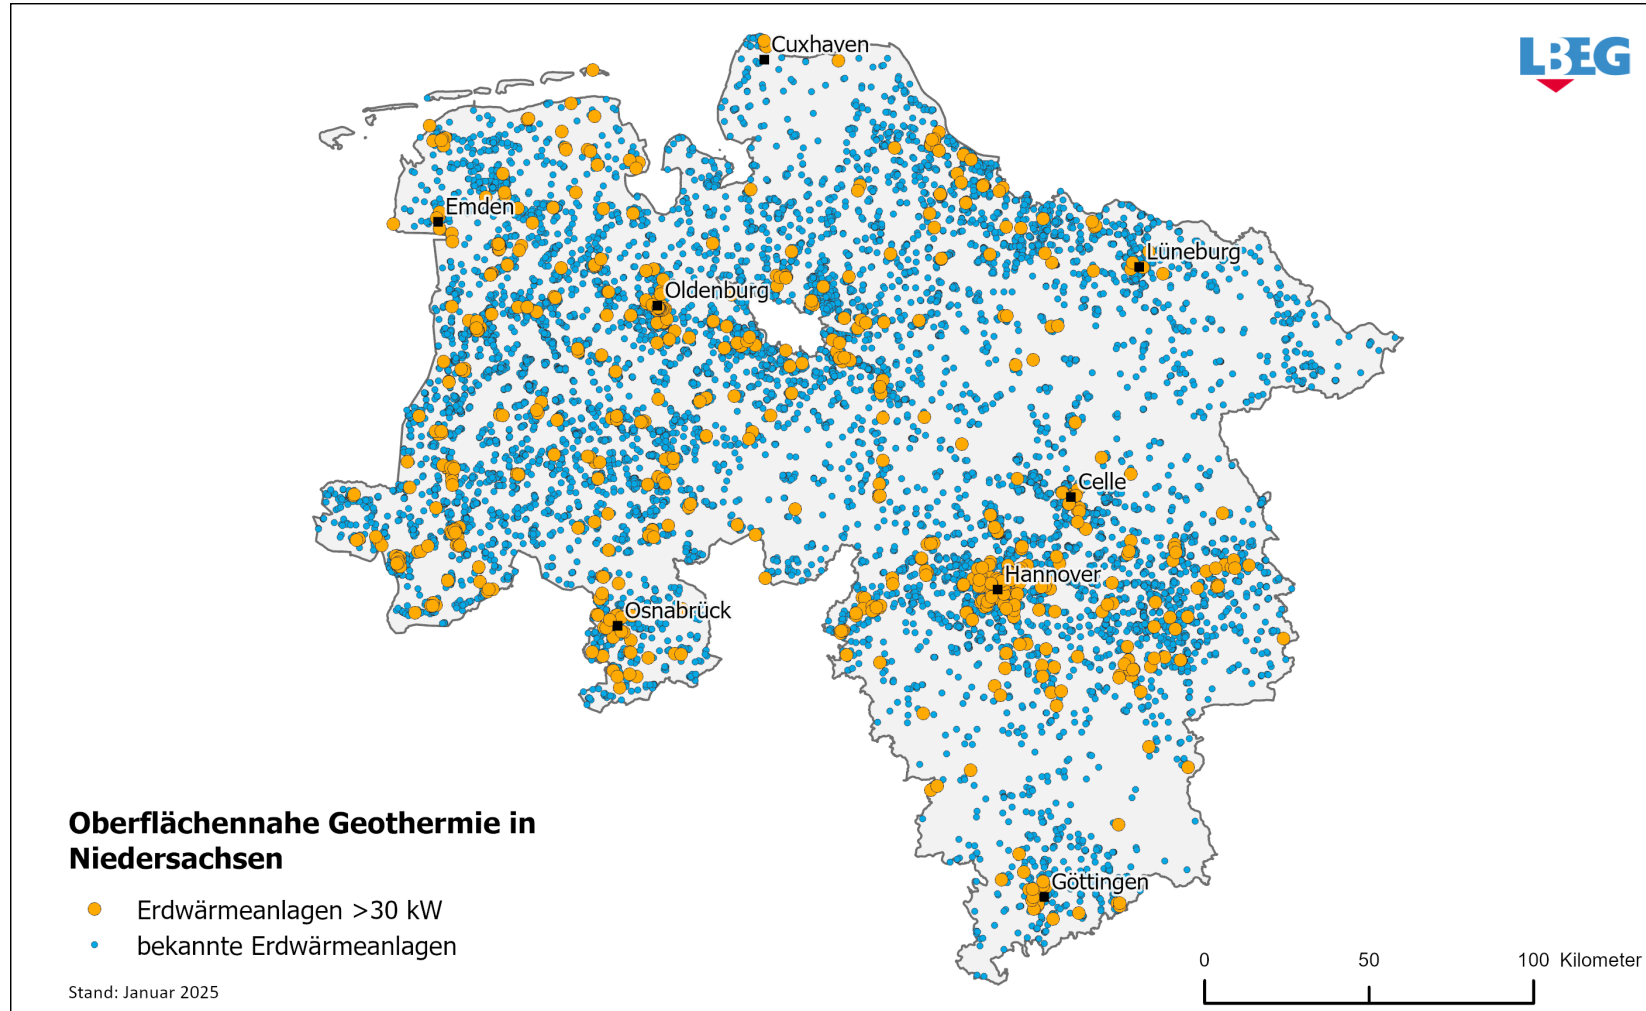 Cuxhaven
LBEG
Emden
Lüneburg
Oldenburg
Celle
Hannover
Osnabrück
Göttingen
Oberflächennahe Geothermie in
Niedersachsen
Erdwärmeanlagen >30 kW
bekannte Erdwärmeanlagen
Stand: Januar 2025
0 50 100 Kilometer